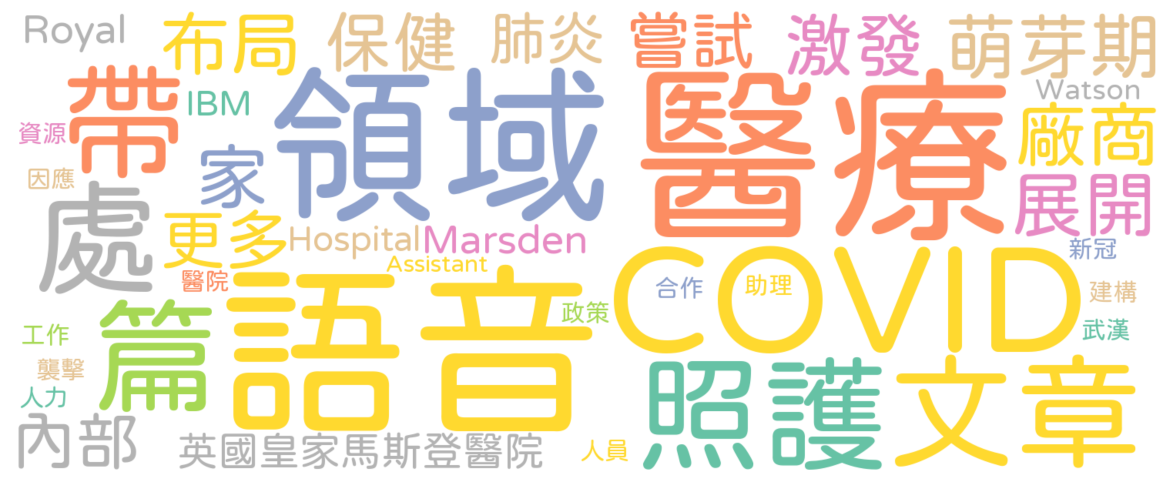 Royal
布局
保健
肺炎
嘗試
激發
萌芽期
帶
IBM
領域
醫療
Watson
資源
廠商
家
因應
處
展開
更多
Hospital
Marsden
Assistant
新冠
醫院
語音
COVID
合作
助理
建構
篇
政策
武漢
工作
襲擊
照護
文章
人力
內部
英國皇家馬斯登醫院
人員